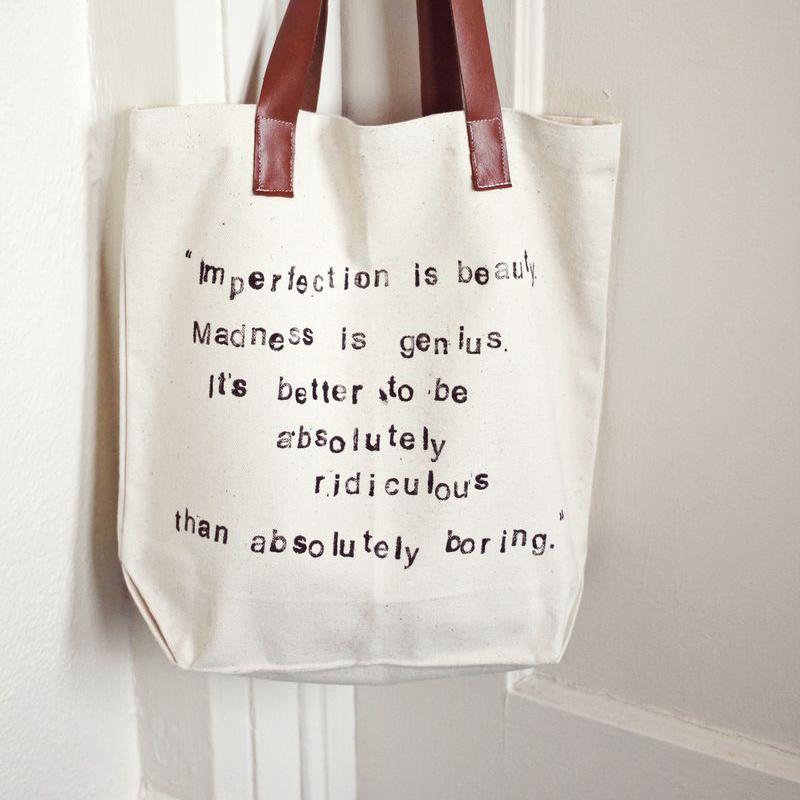 “Imperfection is beauty.
Madness is genius.
It's better to be
absolutely
ridiculous
than absolutely boring.”